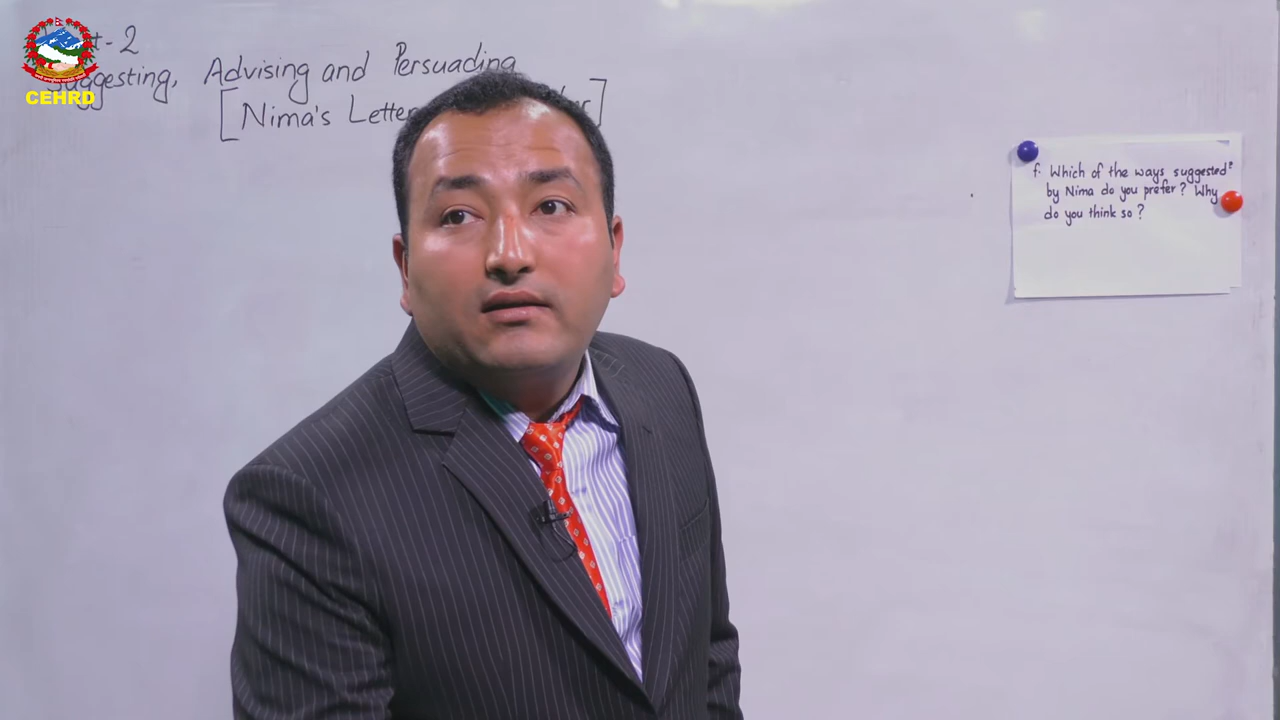 CEHRD
-2
Suggesting, Advising and Persuading
[Nima's Letter
f. Which of the ways suggested
by Nima do you prefer? Why
do you think so?